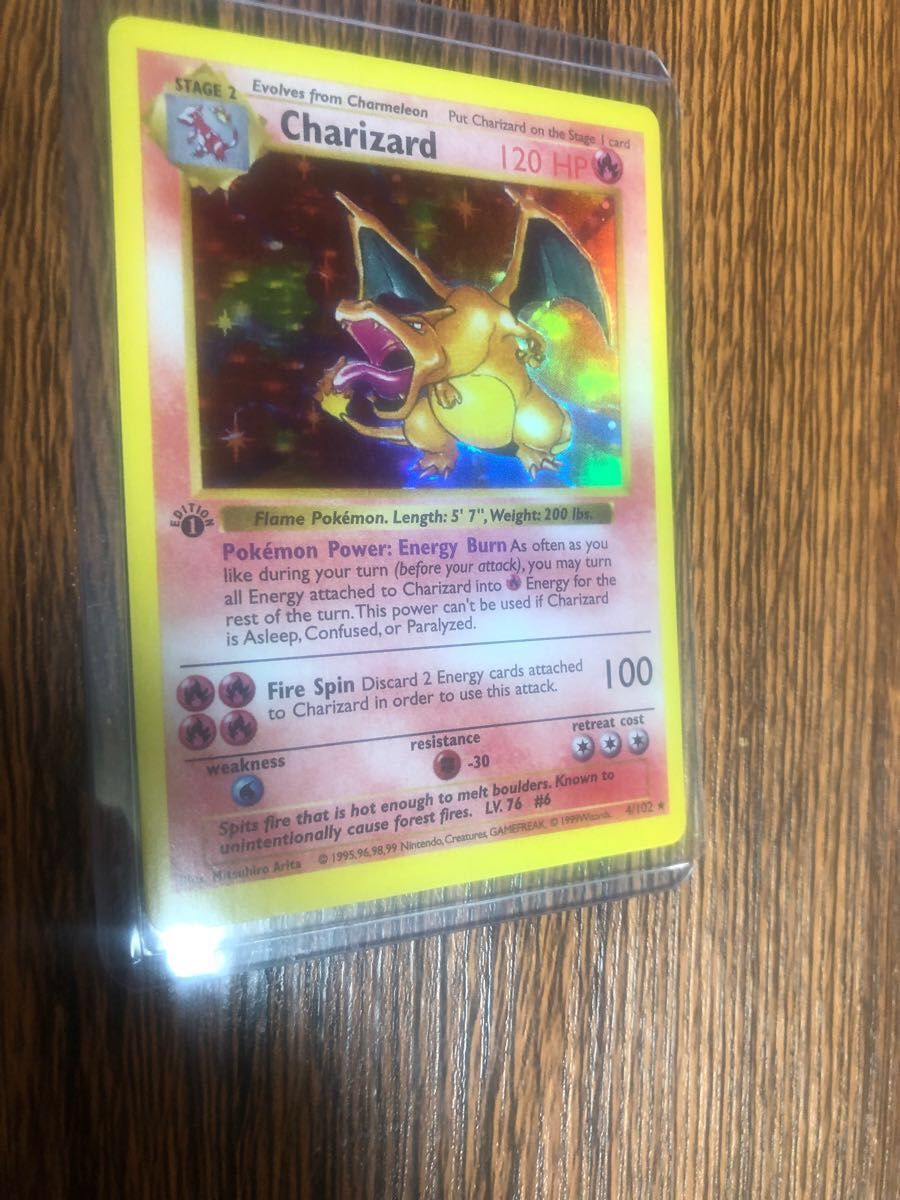 STAGE 2 Evolves from Charmeleon Put Charizard on the Stage 1 card
Charizard 120 HP
EDITION
1
Flame Pokémon. Length: 5' 7", Weight: 200 lbs.
Pokémon Power: Energy Burn As often as you
like during your turn (before your attack), you may turn
all Energy attached to Charizard into Energy for the
rest of the turn. This power can't be used if Charizard
is Asleep, Confused, or Paralyzed.
Fire Spin Discard 2 Energy cards attached 100
to Charizard in order to use this attack.
weakness resistance retreat cost
-30
Spits fire that is hot enough to melt boulders. Known to
unintentionally cause forest fires. LV. 76 #6
Illus. Mitsuhiro Arita © 1995,96,98,99 Nintendo, Creatures, GAMEFREAK. © 1999 Wizards. 4/102 ★